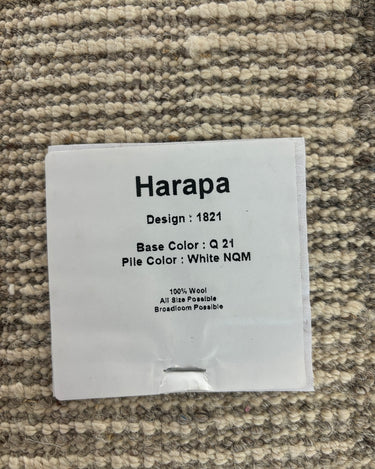 Harapa
Design : 1821
Base Color : Q 21
Pile Color : White NQM
100% Wool
All Size Possible
Broadloom Possible